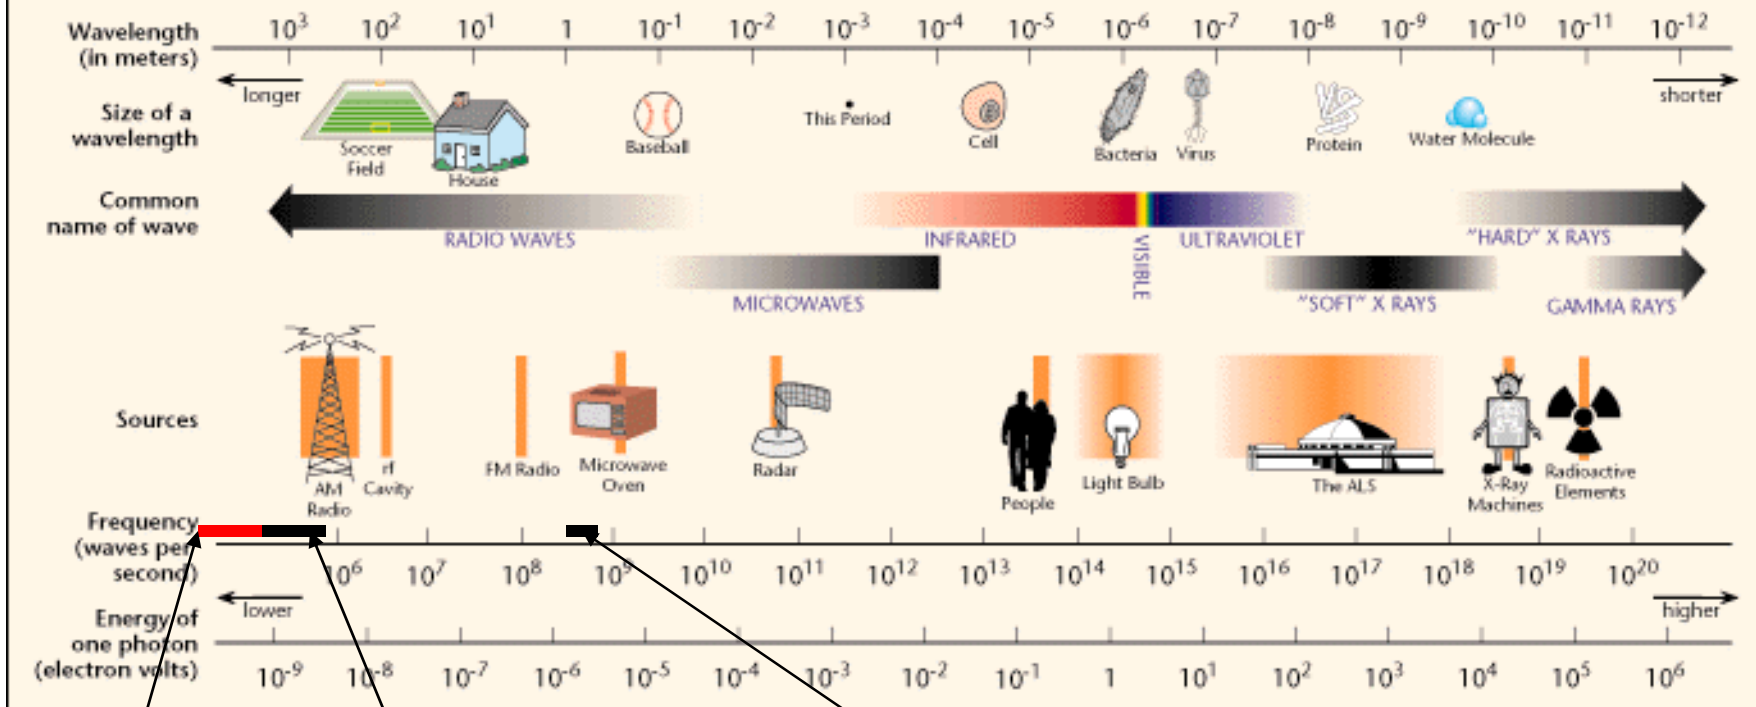 Wavelength
(in meters)
10³ 10² 10¹ 1 10⁻¹ 10⁻² 10⁻³ 10⁻⁴ 10⁻⁵ 10⁻⁶ 10⁻⁷ 10⁻⁸ 10⁻⁹ 10⁻¹⁰ 10⁻¹¹ 10⁻¹²
longer
shorter
Size of a
wavelength
Soccer
Field
House
Baseball
This Period
Cell
Bacteria
Virus
Protein
Water Molecule
Common
name of wave
RADIO WAVES
INFRARED
VISIBLE
ULTRAVIOLET
"HARD" X RAYS
MICROWAVES
"SOFT" X RAYS
GAMMA RAYS
Sources
AM
Radio
rf
Cavity
FM Radio
Microwave
Oven
Radar
People
Light Bulb
The ALS
X-Ray
Machines
Radioactive
Elements
Frequency
(waves per
second)
10⁶ 10⁷ 10⁸ 10⁹ 10¹⁰ 10¹¹ 10¹² 10¹³ 10¹⁴ 10¹⁵ 10¹⁶ 10¹⁷ 10¹⁸ 10¹⁹ 10²⁰
lower
higher
Energy of
one photon
(electron volts)
10⁻⁹ 10⁻⁸ 10⁻⁷ 10⁻⁶ 10⁻⁵ 10⁻⁴ 10⁻³ 10⁻² 10⁻¹ 1 10¹ 10² 10³ 10⁴ 10⁵ 10⁶